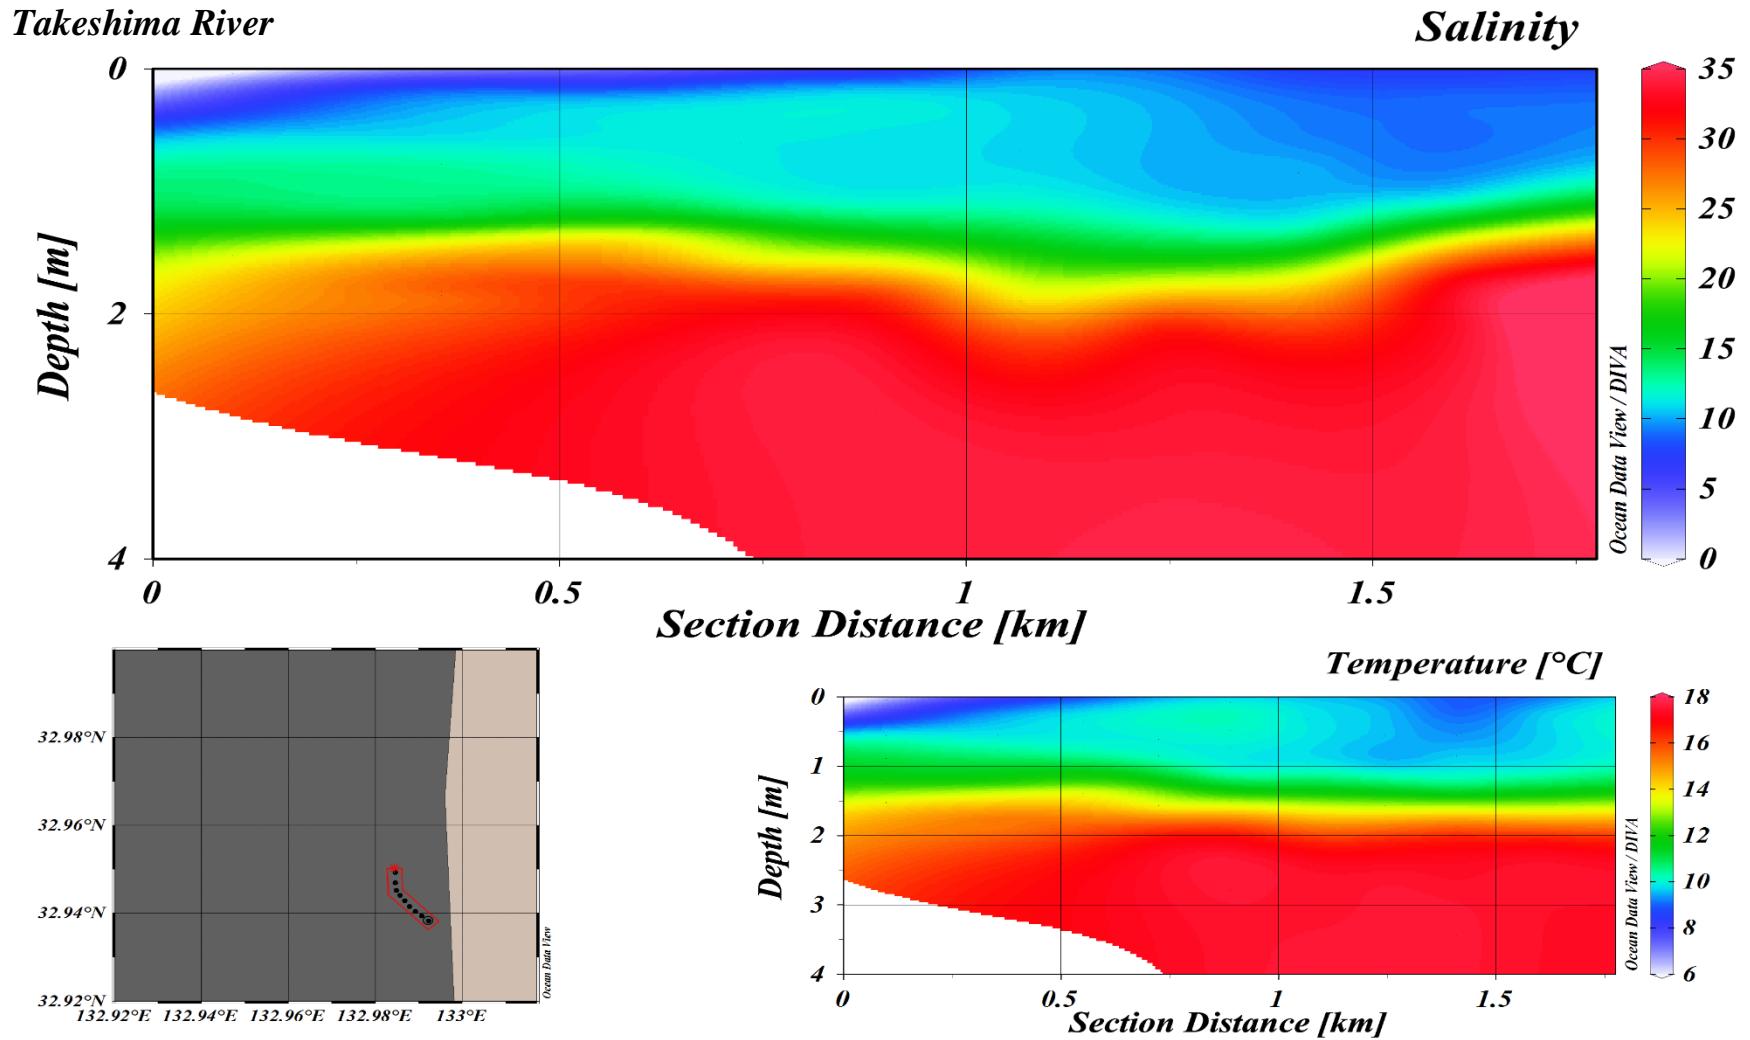 Takeshima River
Salinity
0
2
4
Depth [m]
0
0.5
1
1.5
Section Distance [km]
Ocean Data View / DIVA
35
30
25
20
15
10
5
0
32.98°N
32.96°N
32.94°N
32.92°N
132.92°E
132.94°E
132.96°E
132.98°E
133°E
Ocean Data View
Temperature [°C]
0
1
2
3
4
Depth [m]
0
0.5
1
1.5
Section Distance [km]
Ocean Data View / DIVA
18
16
14
12
10
8
6